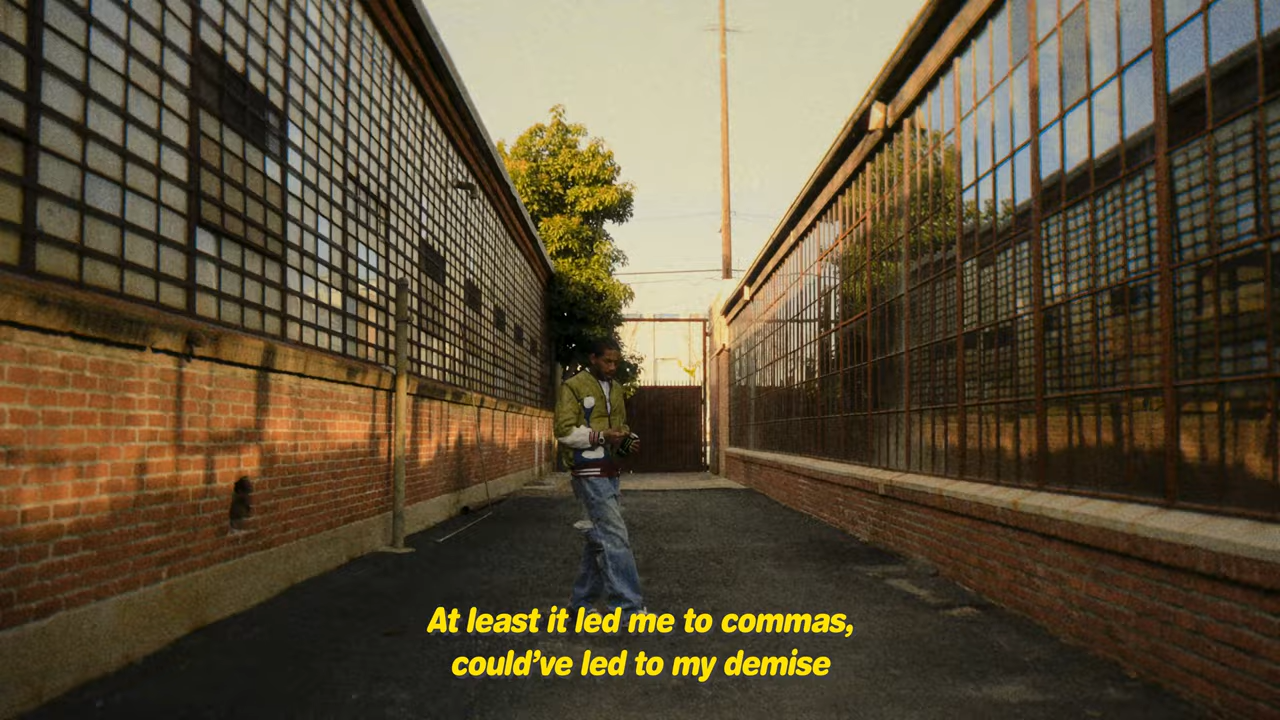 At least it led me to commas,
could’ve led to my demise